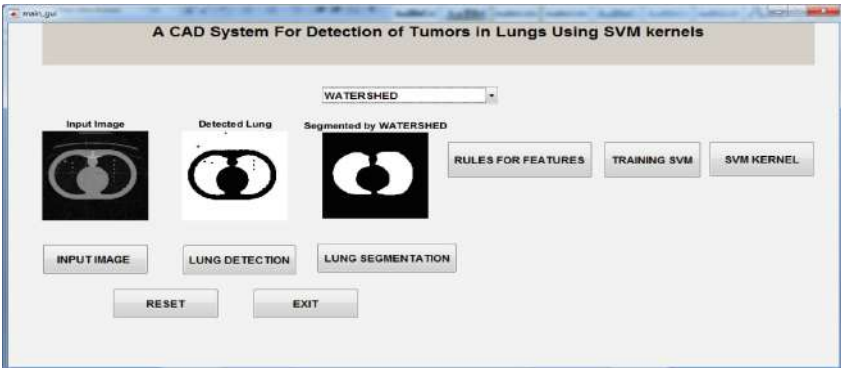 main_gui
A CAD System For Detection of Tumors in Lungs Using SVM kernels
WATERSHED
Input Image
Detected Lung
Segmented by WATERSHED
RULES FOR FEATURES
TRAINING SVM
SVM KERNEL
INPUT IMAGE
LUNG DETECTION
LUNG SEGMENTATION
RESET
EXIT